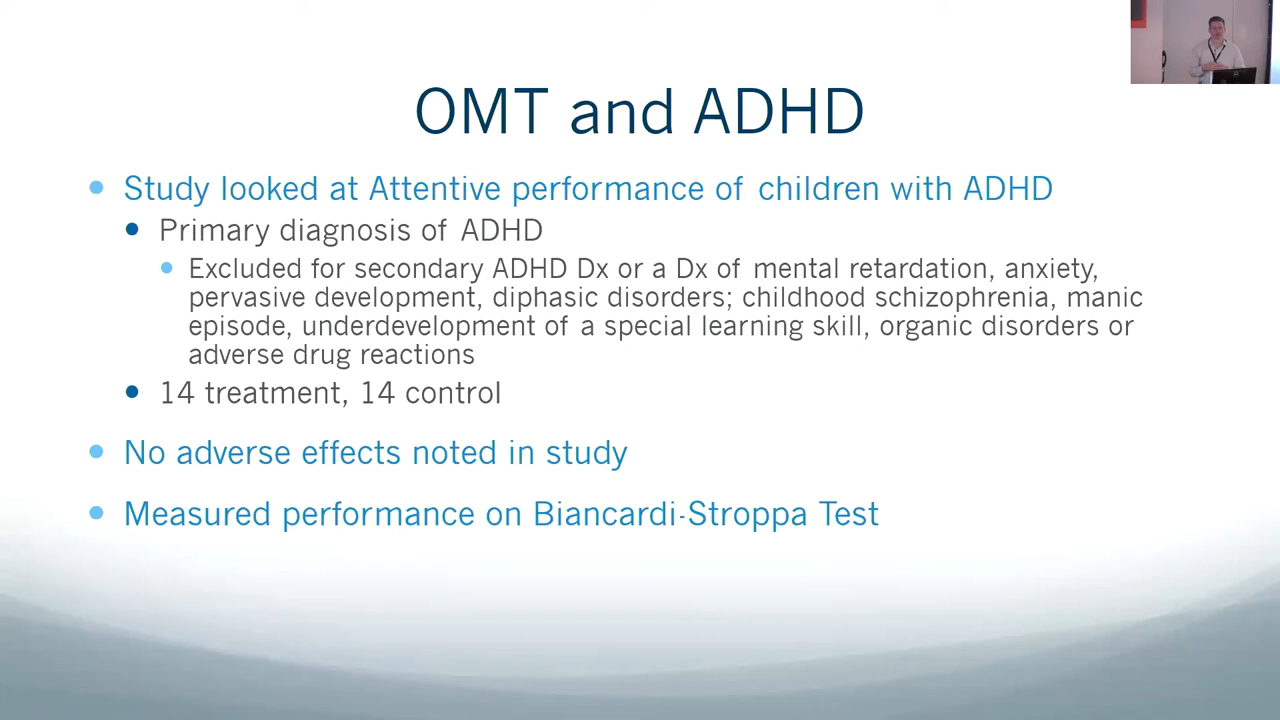 OMT and ADHD
Study looked at Attentive performance of children with ADHD
Primary diagnosis of ADHD
Excluded for secondary ADHD Dx or a Dx of mental retardation, anxiety,
pervasive development, diphasic disorders; childhood schizophrenia, manic
episode, underdevelopment of a special learning skill, organic disorders or
adverse drug reactions
14 treatment, 14 control
No adverse effects noted in study
Measured performance on Biancardi-Stroppa Test